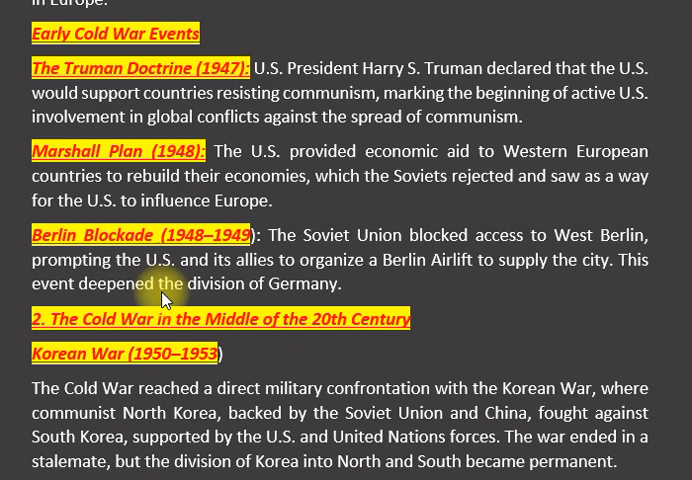 in Europe.
Early Cold War Events
The Truman Doctrine (1947): U.S. President Harry S. Truman declared that the U.S.
would support countries resisting communism, marking the beginning of active U.S.
involvement in global conflicts against the spread of communism.
Marshall Plan (1948): The U.S. provided economic aid to Western European
countries to rebuild their economies, which the Soviets rejected and saw as a way
for the U.S. to influence Europe.
Berlin Blockade (1948–1949): The Soviet Union blocked access to West Berlin,
prompting the U.S. and its allies to organize a Berlin Airlift to supply the city. This
event deepened the division of Germany.
2. The Cold War in the Middle of the 20th Century
Korean War (1950–1953)
The Cold War reached a direct military confrontation with the Korean War, where
communist North Korea, backed by the Soviet Union and China, fought against
South Korea, supported by the U.S. and United Nations forces. The war ended in a
stalemate, but the division of Korea into North and South became permanent.